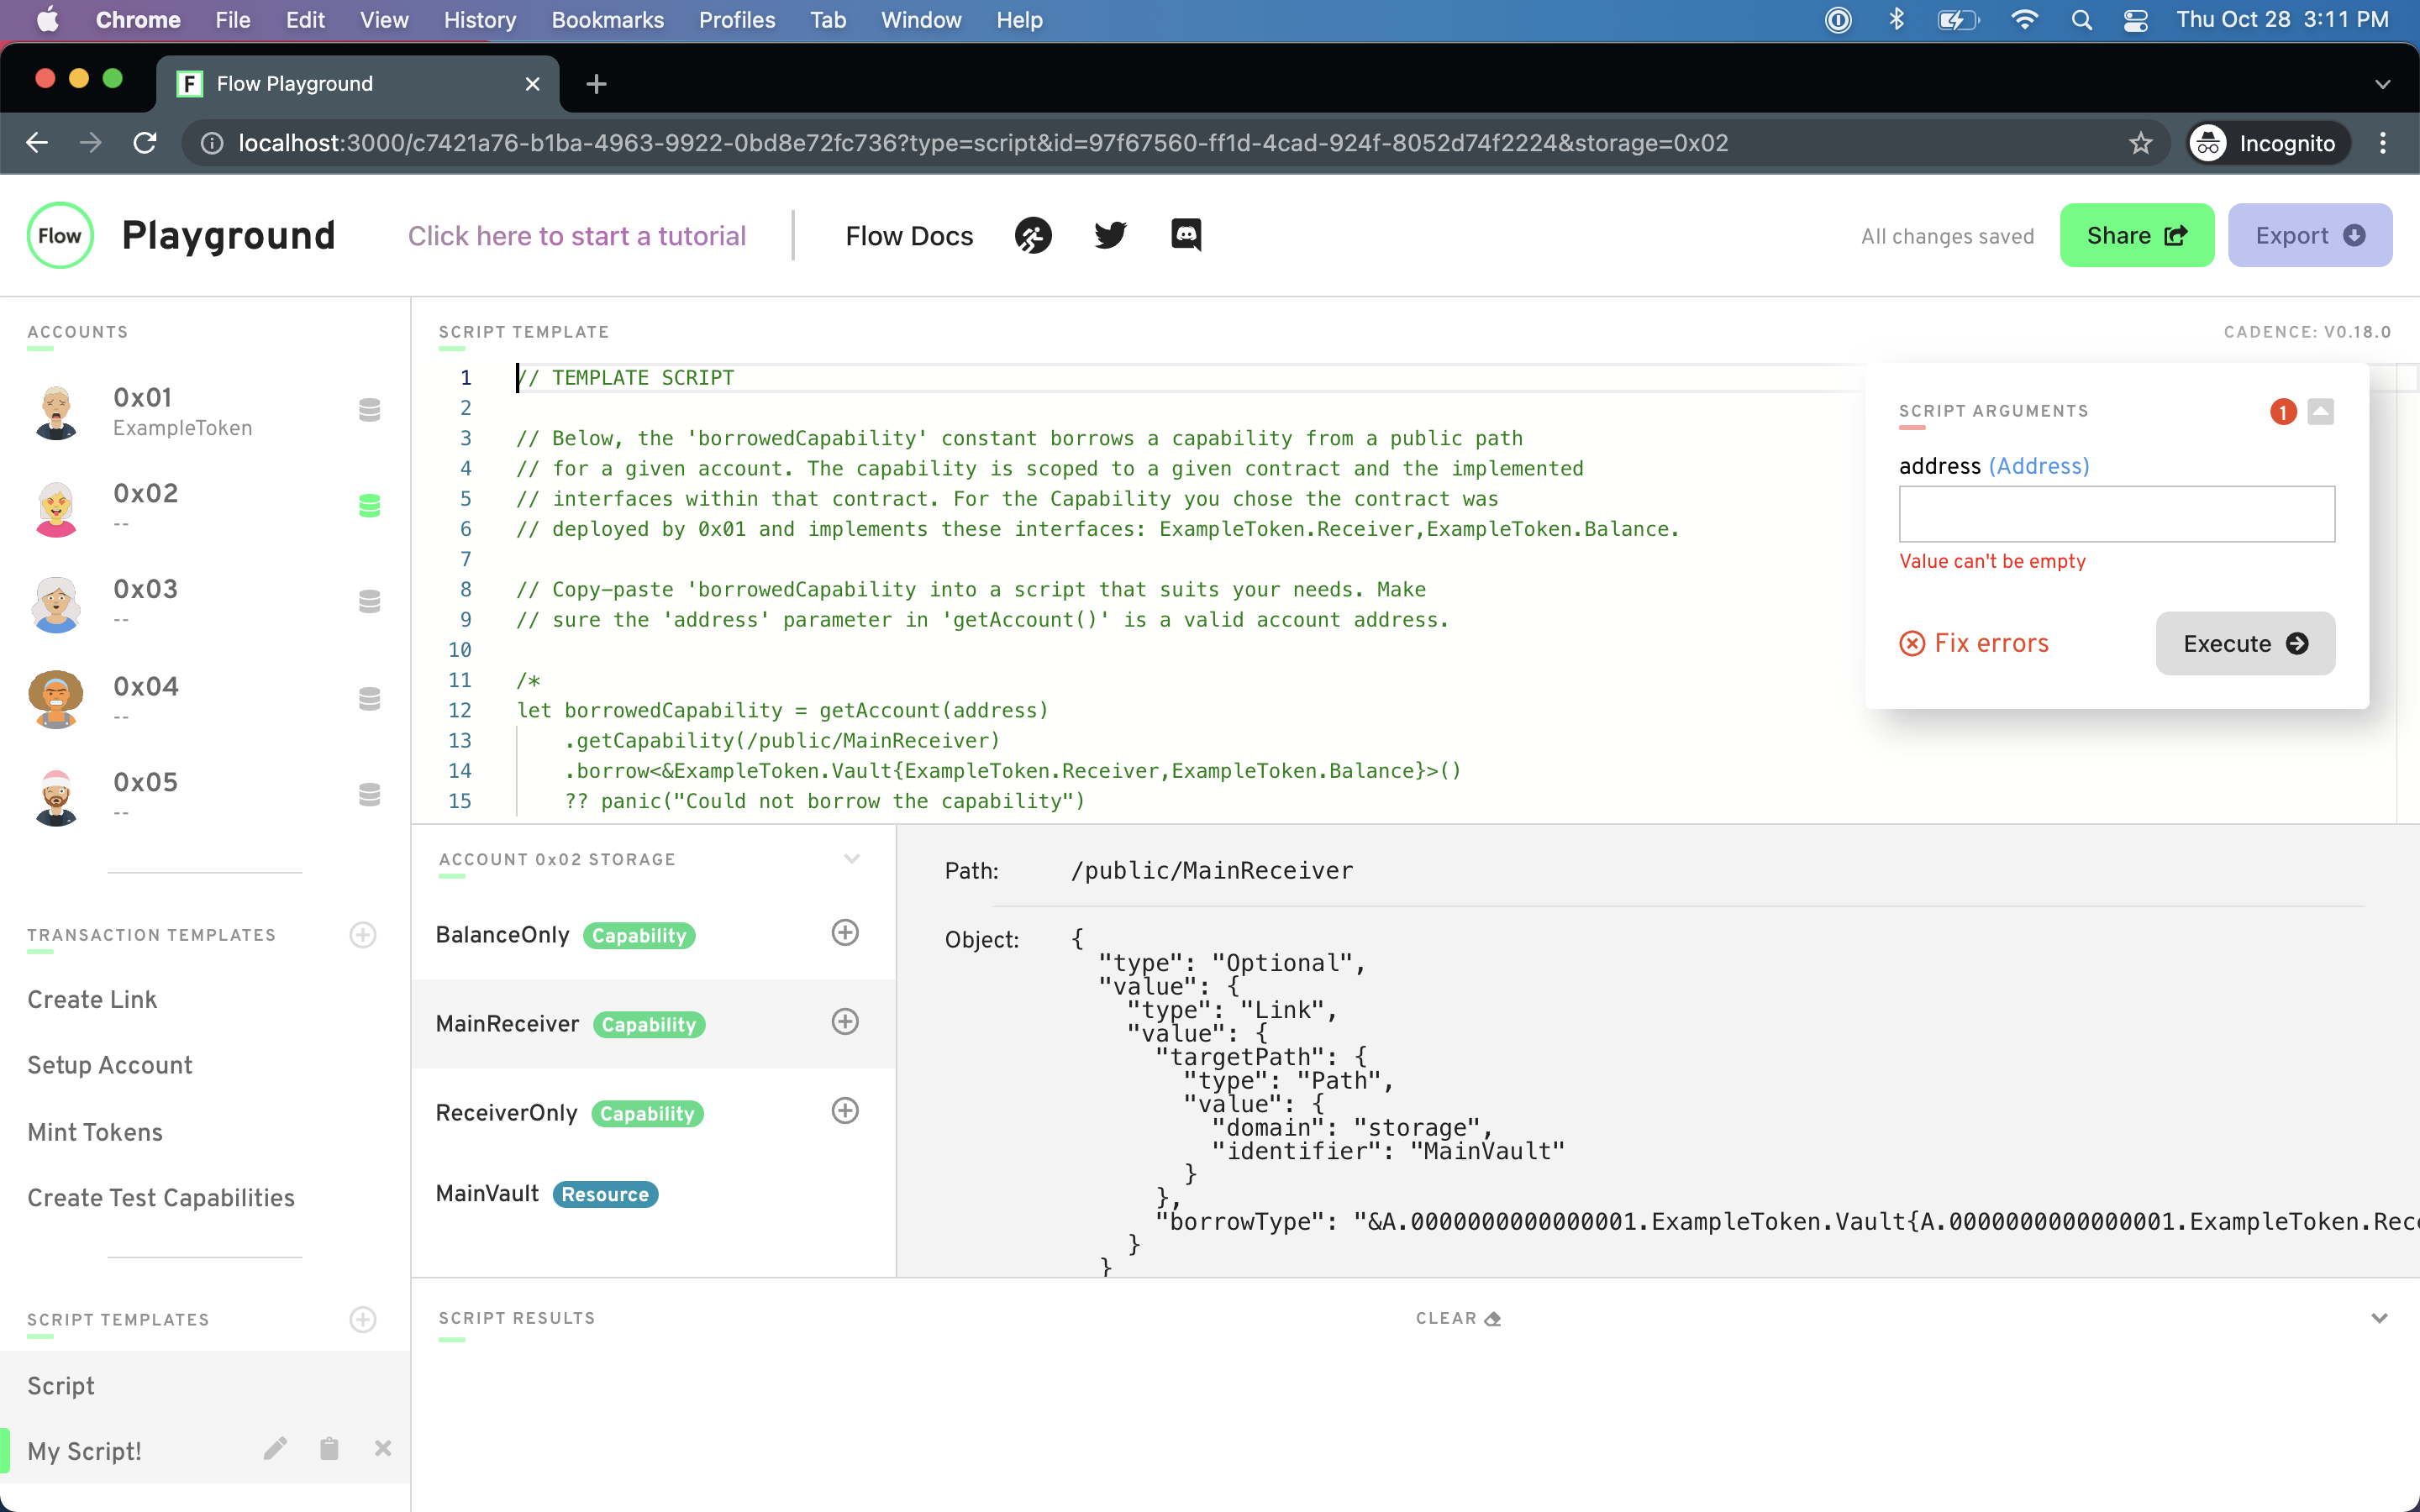 Chrome File Edit View History Bookmarks Profiles Tab Window Help Thu Oct 28 3:11 PM
F Flow Playground
localhost:3000/c7421a76-b1ba-4963-9922-0bd8e72fc736?type=script&id=97f67560-ff1d-4cad-924f-8052d74f2224&storage=0x02 Incognito
Flow Playground Click here to start a tutorial Flow Docs All changes saved Share Export
ACCOUNTS
0x01
ExampleToken
0x02
--
0x03
--
0x04
--
0x05
--
TRANSACTION TEMPLATES
Create Link
Setup Account
Mint Tokens
Create Test Capabilities
SCRIPT TEMPLATES
Script
My Script!
SCRIPT TEMPLATE CADENCE: V0.18.0
1 // TEMPLATE SCRIPT
2
3 // Below, the 'borrowedCapability' constant borrows a capability from a public path
4 // for a given account. The capability is scoped to a given contract and the implemented
5 // interfaces within that contract. For the Capability you chose the contract was
6 // deployed by 0x01 and implements these interfaces: ExampleToken.Receiver,ExampleToken.Balance.
7
8 // Copy-paste 'borrowedCapability into a script that suits your needs. Make
9 // sure the 'address' parameter in 'getAccount()' is a valid account address.
10
11 /*
12 let borrowedCapability = getAccount(address)
13 .getCapability(/public/MainReceiver)
14 .borrow<&ExampleToken.Vault{ExampleToken.Receiver,ExampleToken.Balance}>()
15 ?? panic("Could not borrow the capability")
SCRIPT ARGUMENTS 1
address (Address)
Value can't be empty
Fix errors Execute
ACCOUNT 0x02 STORAGE
BalanceOnly Capability
MainReceiver Capability
ReceiverOnly Capability
MainVault Resource
Path: /public/MainReceiver
Object: {
"type": "Optional",
"value": {
"type": "Link",
"value": {
"targetPath": {
"type": "Path",
"value": {
"domain": "storage",
"identifier": "MainVault"
}
},
"borrowType": "&A.0000000000000001.ExampleToken.Vault{A.0000000000000001.ExampleToken.Rec
}
}
SCRIPT RESULTS CLEAR